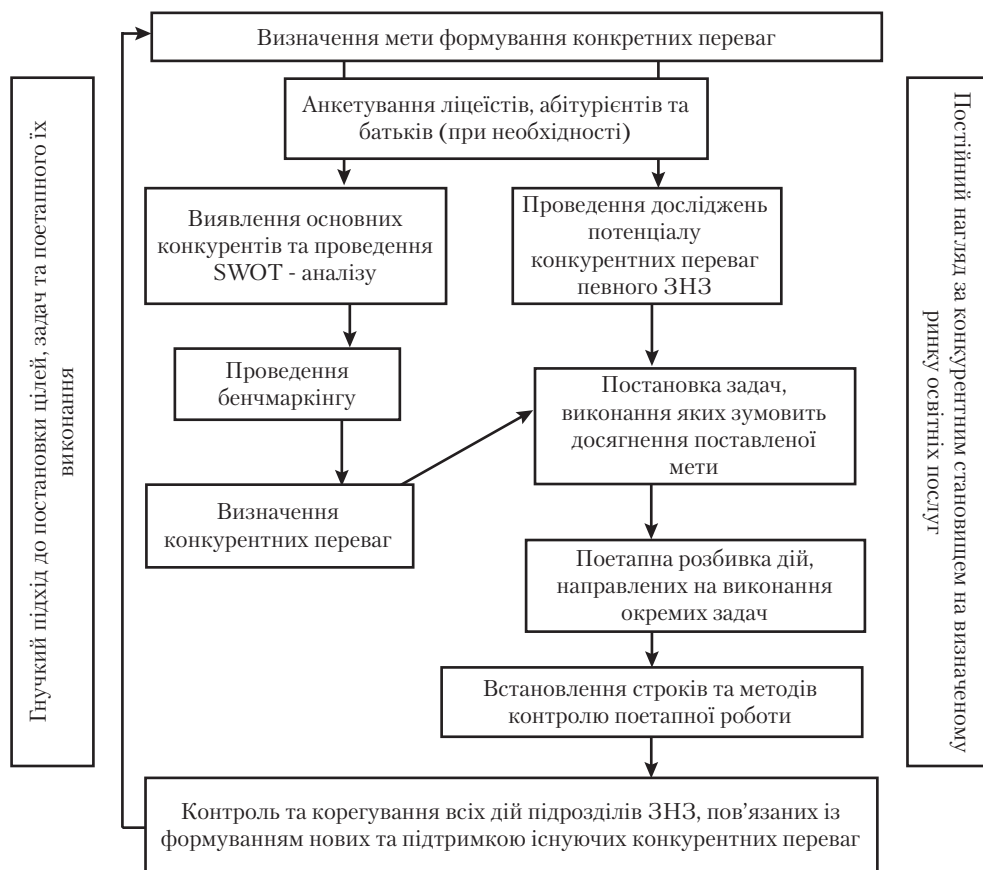 Визначення мети формування конкретних переваг
Анкетування ліцеїстів, абітурієнтів та
батьків (при необхідності)
Виявлення основних
конкурентів та проведення
SWOT - аналізу
Проведення досліджень
потенціалу
конкурентних переваг
певного ЗНЗ
Проведення
бенчмаркінгу
Постановка задач,
виконання яких зумовить
досягнення поставленої
мети
Визначення
конкурентних переваг
Поетапна розбивка дій,
направлених на виконання
окремих задач
Встановлення строків та методів
контролю поетапної роботи
Контроль та корегування всіх дій підрозділів ЗНЗ, пов’язаних із
формуванням нових та підтримкою існуючих конкурентних переваг
Гнучкий підхід до постановки цілей, задач та поетапного їх
виконання
Постійний нагляд за конкурентним становищем на визначеному
ринку освітніх послуг